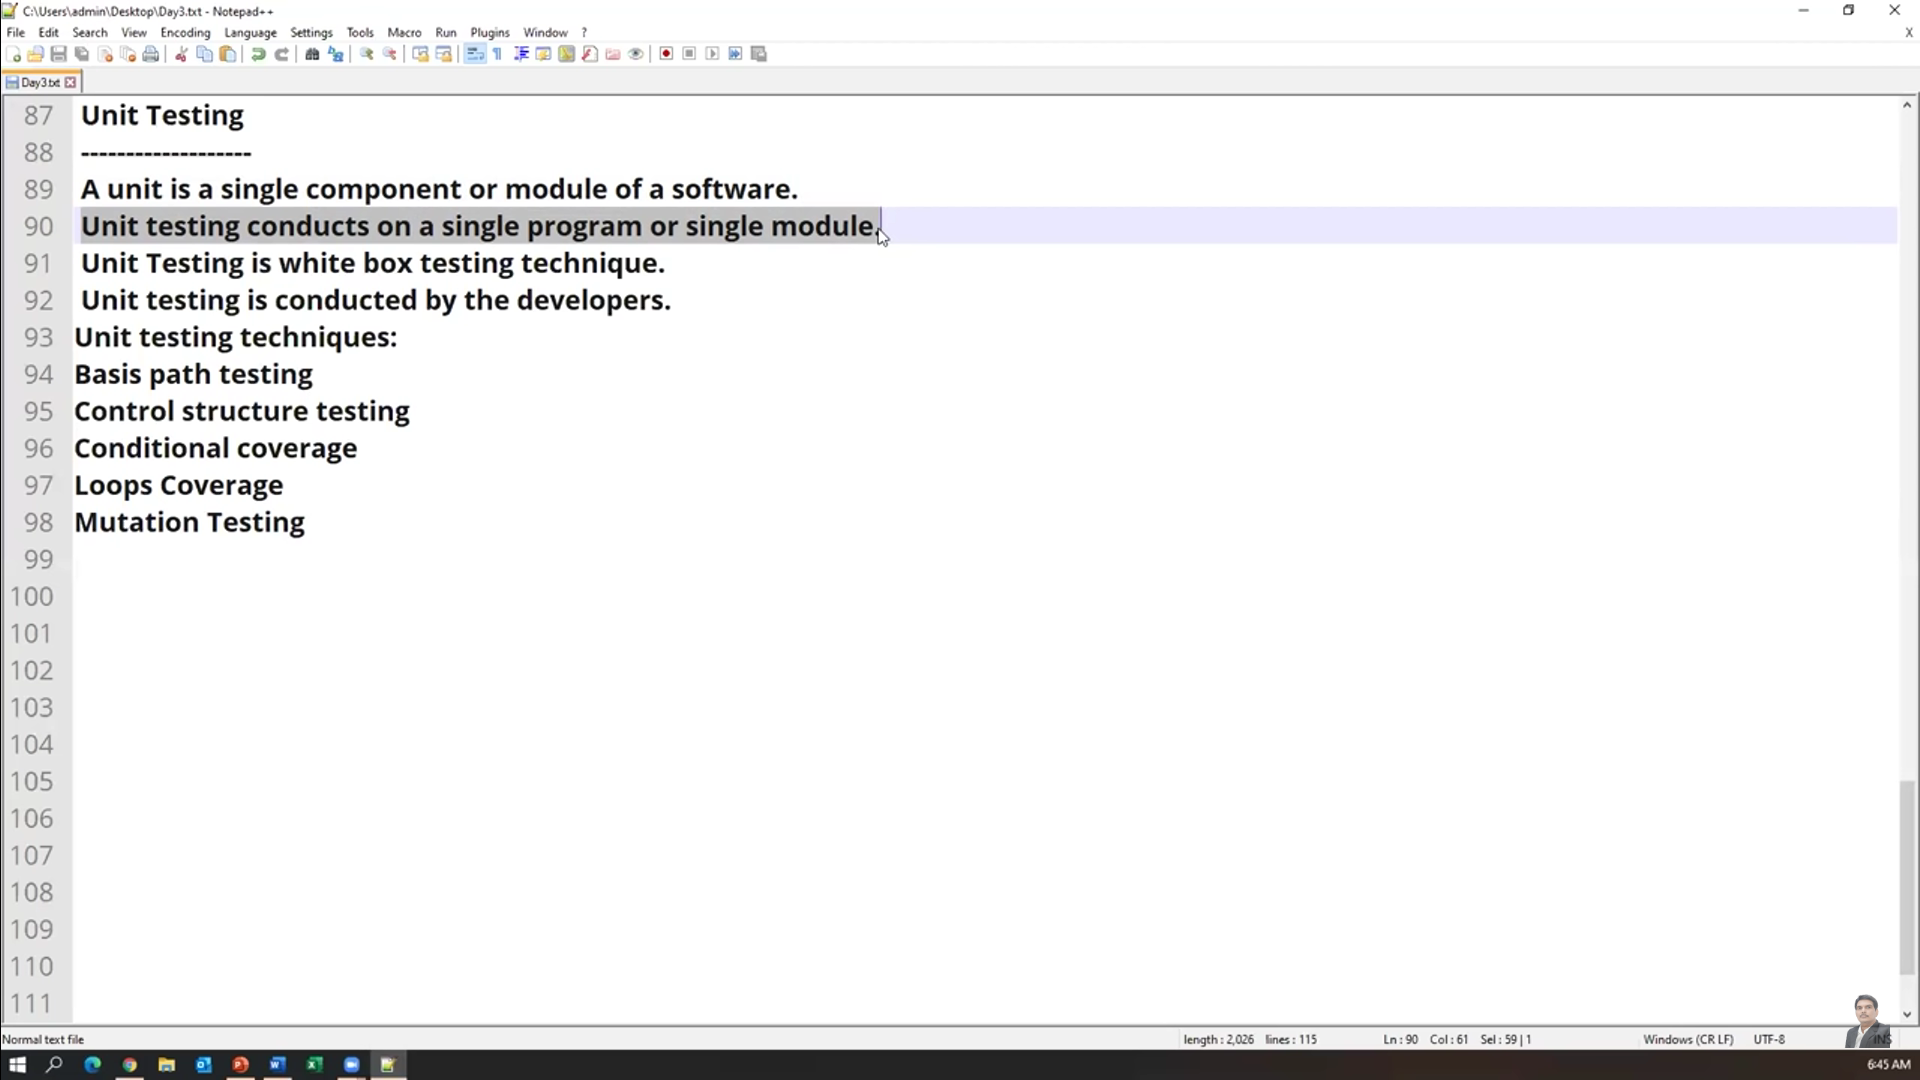 C:\Users\admin\Desktop\Day3.txt - Notepad++
File Edit Search View Encoding Language Settings Tools Macro Run Plugins Window ? X
Day3.txt
87 Unit Testing
88 -------------------
89 A unit is a single component or module of a software.
90 Unit testing conducts on a single program or single module.
91 Unit Testing is white box testing technique.
92 Unit testing is conducted by the developers.
93 Unit testing techniques:
94 Basis path testing
95 Control structure testing
96 Conditional coverage
97 Loops Coverage
98 Mutation Testing
99
100
101
102
103
104
105
106
107
108
109
110
111
Normal text file length : 2,026 lines : 115 Ln : 90 Col : 61 Sel : 59 | 1 Windows (CR LF) UTF-8 INS
6:45 AM